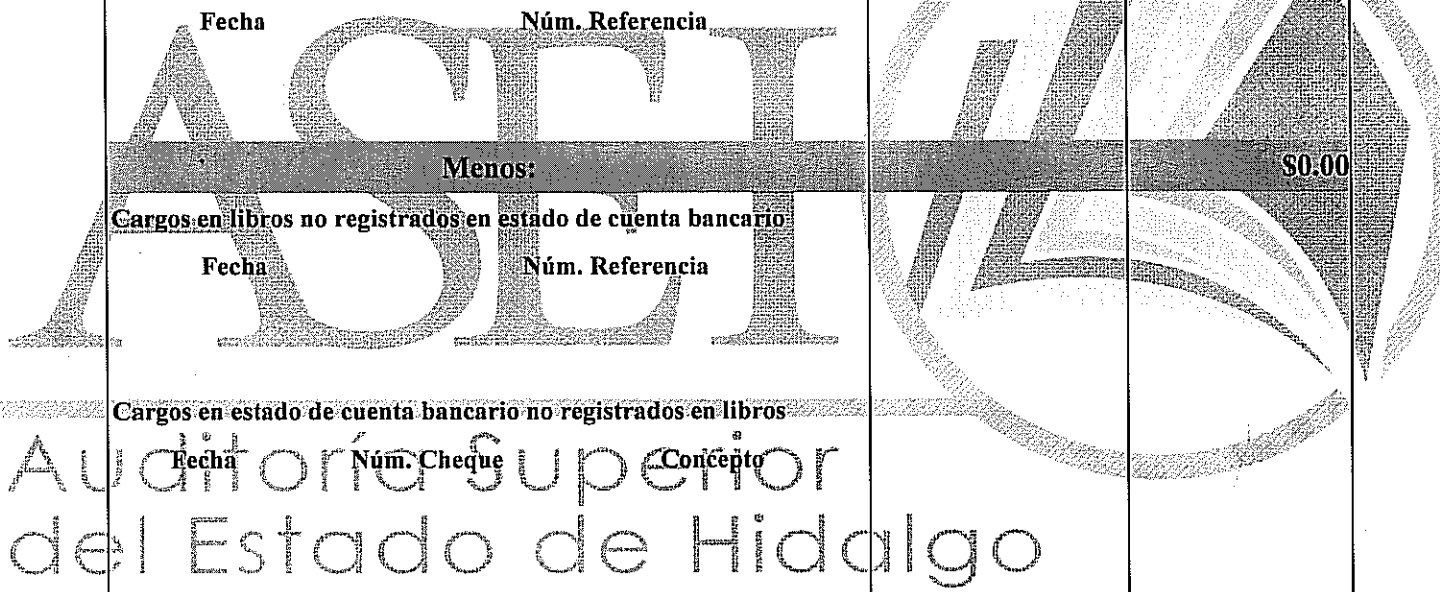 Fecha Núm. Referencia
ASEH
Menos: $0.00
Cargos en libros no registrados en estado de cuenta bancario
Fecha Núm. Referencia
Cargos en estado de cuenta bancario no registrados en libros
Fecha Núm. Cheque Concepto
Auditoría Superior
del Estado de Hidalgo